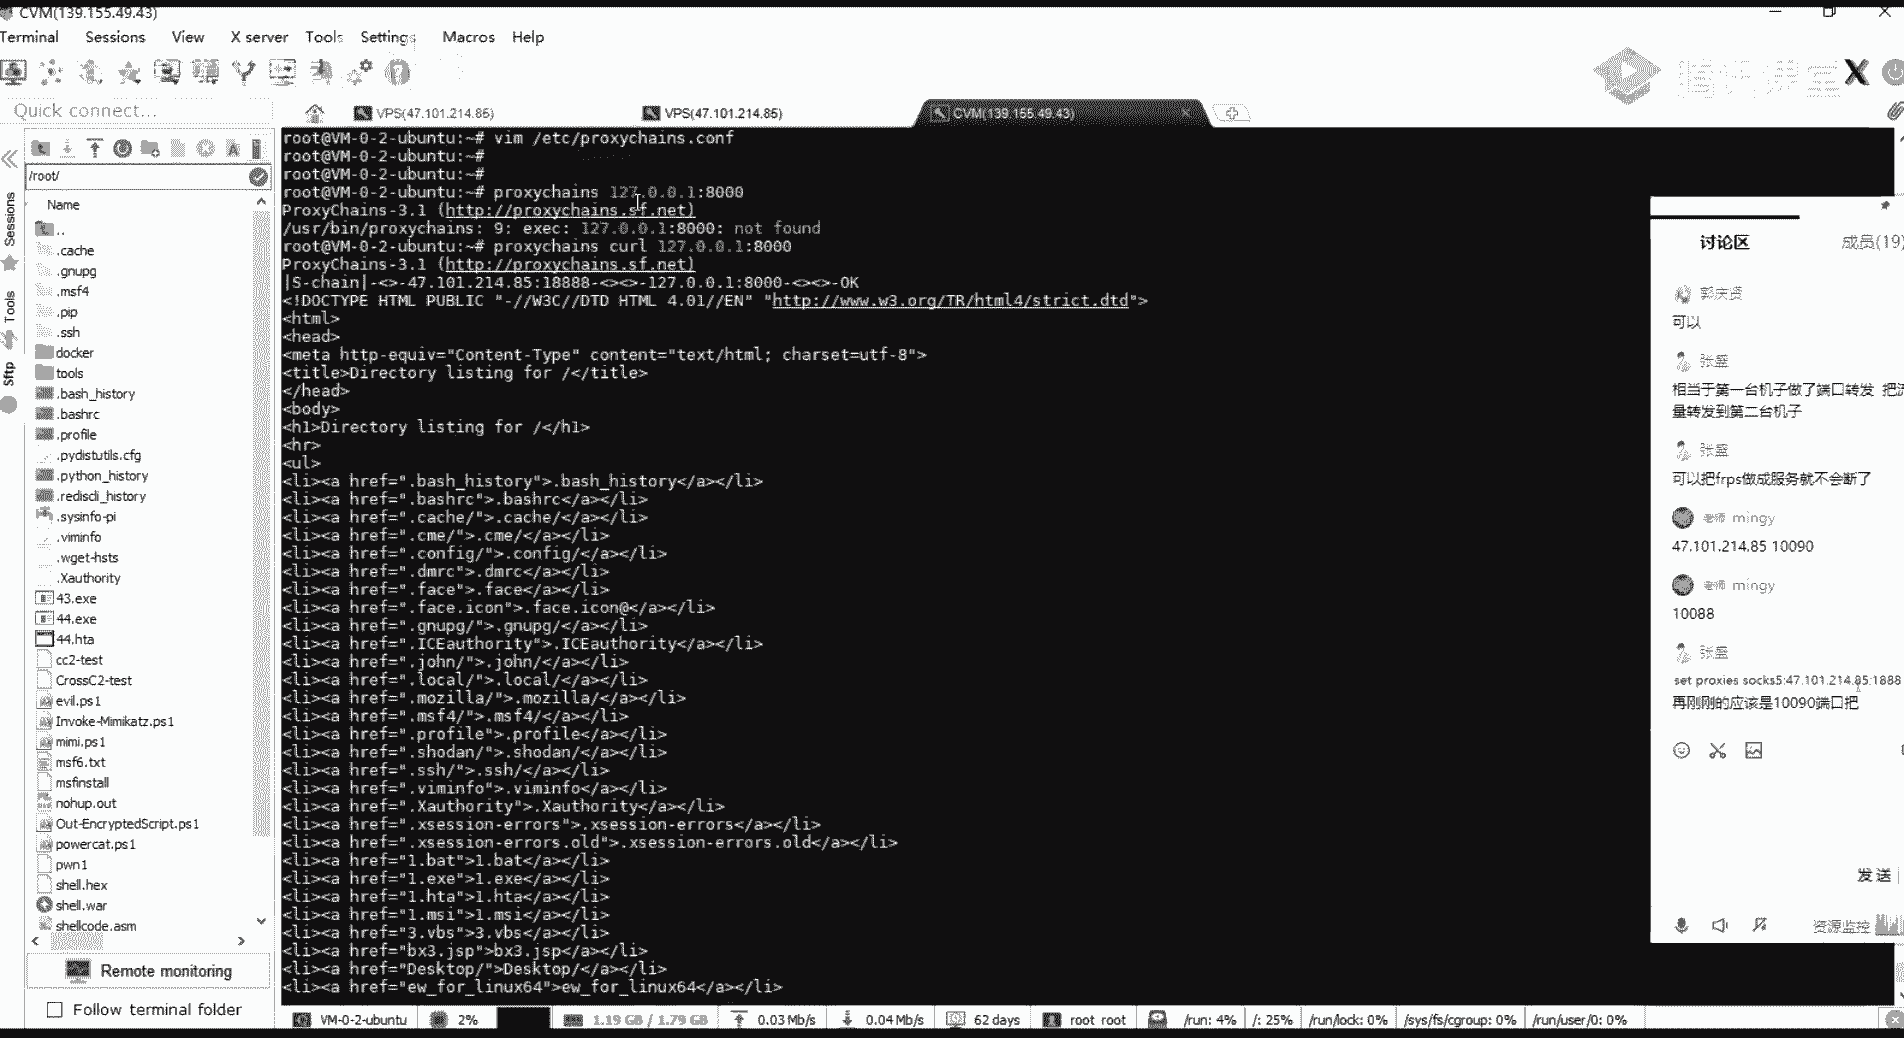 CVM(139.155.49.43)
Terminal Sessions View X server Tools Settings Macros Help
Quick connect...
VPS(47.101.214.85)
VPS(47.101.214.85)
CVM(139.155.49.43)
/root/
Name
..
.cache
.gnupg
.msf4
.pip
.ssh
docker
tools
.bash_history
.bashrc
.profile
.pydistutils.cfg
.python_history
.rediscli_history
.sysinfo-pi
.viminfo
.wget-hsts
.Xauthority
43.exe
44.exe
44.hta
cc2-test
CrossC2-test
evil.ps1
Invoke-Mimikatz.ps1
mimi.ps1
msf6.txt
msfinstall
nohup.out
Out-EncryptedScript.ps1
powercat.ps1
pwn1
shell.hex
shell.war
shellcode.asm
Remote monitoring
Follow terminal folder
Sessions
Tools
Sftp
root@VM-0-2-ubuntu:~# vim /etc/proxychains.conf
root@VM-0-2-ubuntu:~#
root@VM-0-2-ubuntu:~#
root@VM-0-2-ubuntu:~# proxychains 127.0.0.1:8000
ProxyChains-3.1 (http://proxychains.sf.net)
/usr/bin/proxychains: 9: exec: 127.0.0.1:8000: not found
root@VM-0-2-ubuntu:~# proxychains curl 127.0.0.1:8000
ProxyChains-3.1 (http://proxychains.sf.net)
|S-chain|-<>-47.101.214.85:18888-<><>-127.0.0.1:8000-<><>-OK
<!DOCTYPE HTML PUBLIC "-//W3C//DTD HTML 4.01//EN" "http://www.w3.org/TR/html4/strict.dtd">
<html>
<head>
<meta http-equiv="Content-Type" content="text/html; charset=utf-8">
<title>Directory listing for /</title>
</head>
<body>
<h1>Directory listing for /</h1>
<hr>
<ul>
<li><a href=".bash_history">.bash_history</a></li>
<li><a href=".bashrc">.bashrc</a></li>
<li><a href=".cache/">.cache/</a></li>
<li><a href=".cme/">.cme/</a></li>
<li><a href=".config/">.config/</a></li>
<li><a href=".dmrc">.dmrc</a></li>
<li><a href=".face">.face</a></li>
<li><a href=".face.icon">.face.icon@</a></li>
<li><a href=".gnupg/">.gnupg/</a></li>
<li><a href=".ICEauthority">.ICEauthority</a></li>
<li><a href=".john/">.john/</a></li>
<li><a href=".local/">.local/</a></li>
<li><a href=".mozilla/">.mozilla/</a></li>
<li><a href=".msf4/">.msf4/</a></li>
<li><a href=".profile">.profile</a></li>
<li><a href=".shodan/">.shodan/</a></li>
<li><a href=".ssh/">.ssh/</a></li>
<li><a href=".viminfo">.viminfo</a></li>
<li><a href=".Xauthority">.Xauthority</a></li>
<li><a href=".xsession-errors">.xsession-errors</a></li>
<li><a href=".xsession-errors.old">.xsession-errors.old</a></li>
<li><a href="1.bat">1.bat</a></li>
<li><a href="1.exe">1.exe</a></li>
<li><a href="1.hta">1.hta</a></li>
<li><a href="1.msi">1.msi</a></li>
<li><a href="3.vbs">3.vbs</a></li>
<li><a href="bx3.jsp">bx3.jsp</a></li>
<li><a href="Desktop/">Desktop/</a></li>
<li><a href="ew_for_linux64">ew_for_linux64</a></li>
VM-0-2-ubuntu 2% 1.19 GB / 1.79 GB 0.03 Mb/s 0.04 Mb/s 62 days root root /run: 4% /: 25% /run/lock: 0% /sys/fs/cgroup: 0% /run/user/0: 0%
讨论区 成员(19)
郭庆贤
可以
张盛
相当于第一台机子做了端口转发 把流
量转发到第二台机子
张盛
可以把frps做成服务就不会断了
老师 mingy
47.101.214.85 10090
老师 mingy
10088
张盛
set proxies socks5:47.101.214.85:1888
再刚刚的应该是10090端口把
发送
资源监控